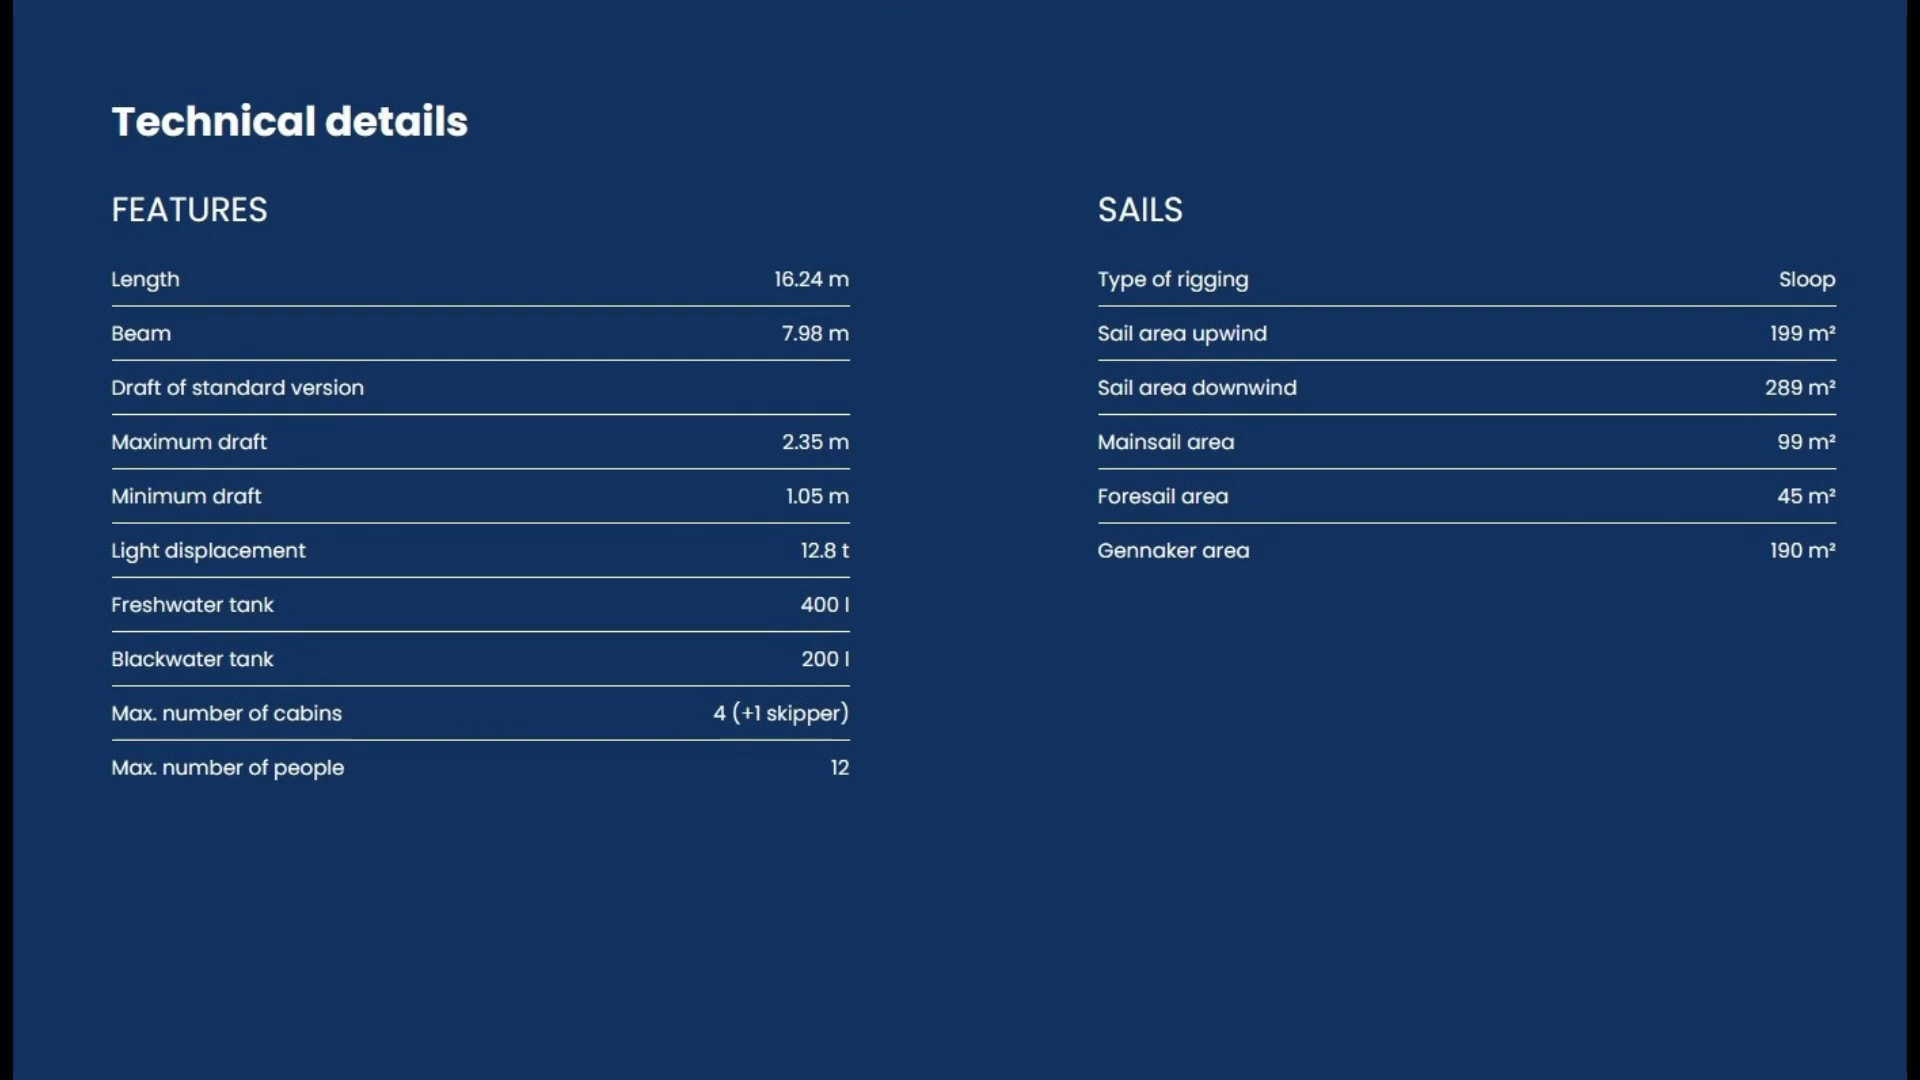 Technical details
FEATURES
Length 16.24 m
Beam 7.98 m
Draft of standard version
Maximum draft 2.35 m
Minimum draft 1.05 m
Light displacement 12.8 t
Freshwater tank 400 l
Blackwater tank 200 l
Max. number of cabins 4 (+1 skipper)
Max. number of people 12
SAILS
Type of rigging Sloop
Sail area upwind 199 m²
Sail area downwind 289 m²
Mainsail area 99 m²
Foresail area 45 m²
Gennaker area 190 m²